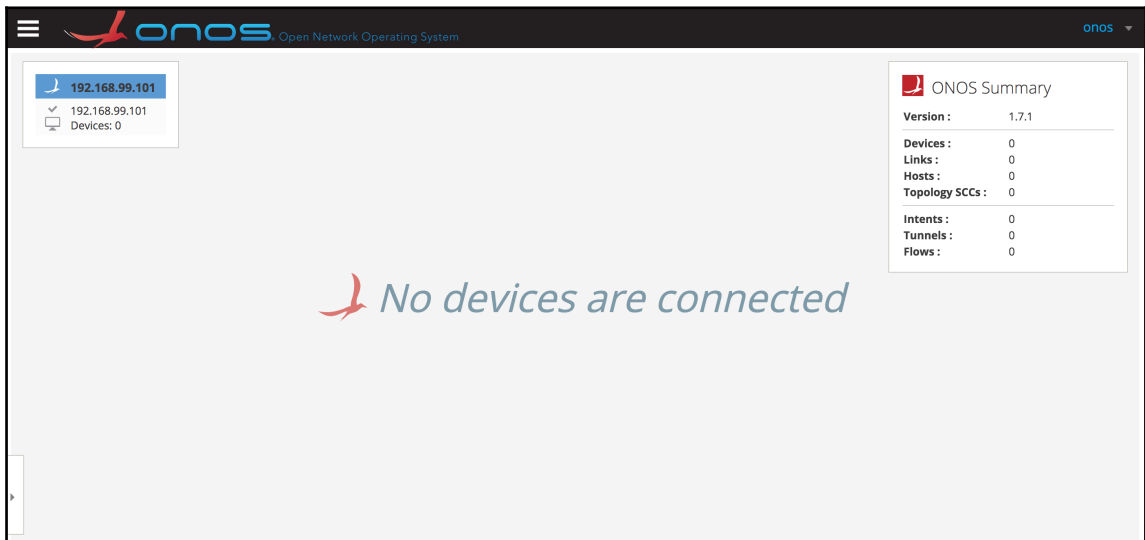 onos. Open Network Operating System
onos
192.168.99.101
192.168.99.101
Devices: 0
ONOS Summary
Version : 1.7.1
Devices : 0
Links : 0
Hosts : 0
Topology SCCs : 0
Intents : 0
Tunnels : 0
Flows : 0
No devices are connected